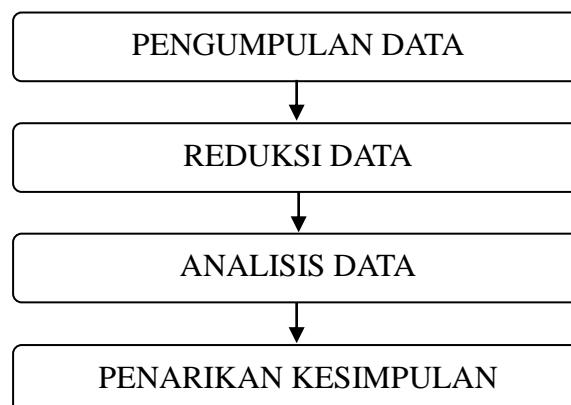 PENGUMPULAN DATA
REDUKSI DATA
ANALISIS DATA
PENARIKAN KESIMPULAN